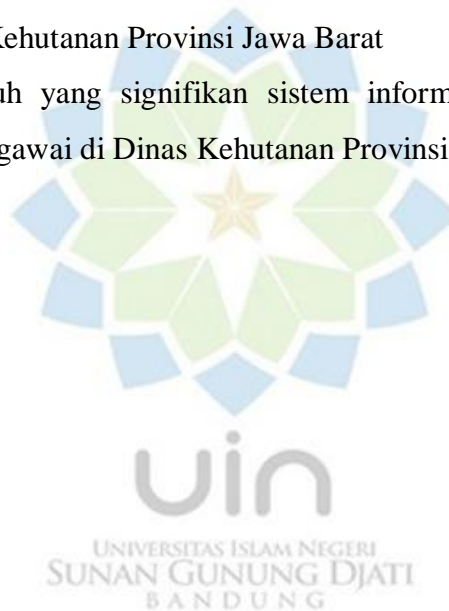 Kehutanan Provinsi Jawa Barat
uh yang signifikan sistem inform
gawai di Dinas Kehutanan Provinsi
uin
UNIVERSITAS ISLAM NEGERI
SUNAN GUNUNG DJATI
BANDUNG